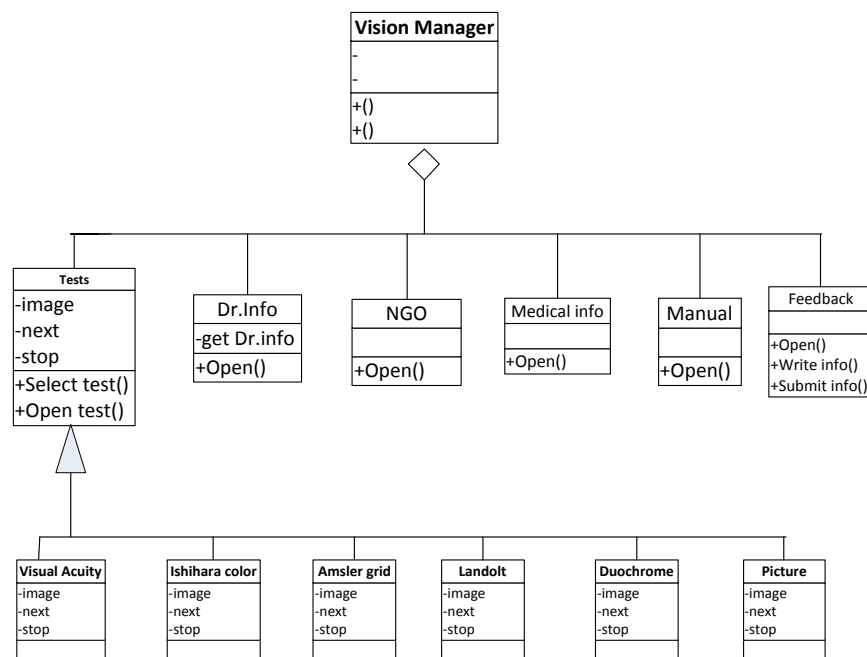 Vision Manager
-
-
+()
+()
Tests
-image
-next
-stop
+Select test()
+Open test()
Dr.Info
-get Dr.info
+Open()
NGO
+Open()
Medical info
+Open()
Manual
+Open()
Feedback
+Open()
+Write info()
+Submit info()
Visual Acuity
-image
-next
-stop
Ishihara color
-image
-next
-stop
Amsler grid
-image
-next
-stop
Landolt
-image
-next
-stop
Duochrome
-image
-next
-stop
Picture
-image
-next
-stop